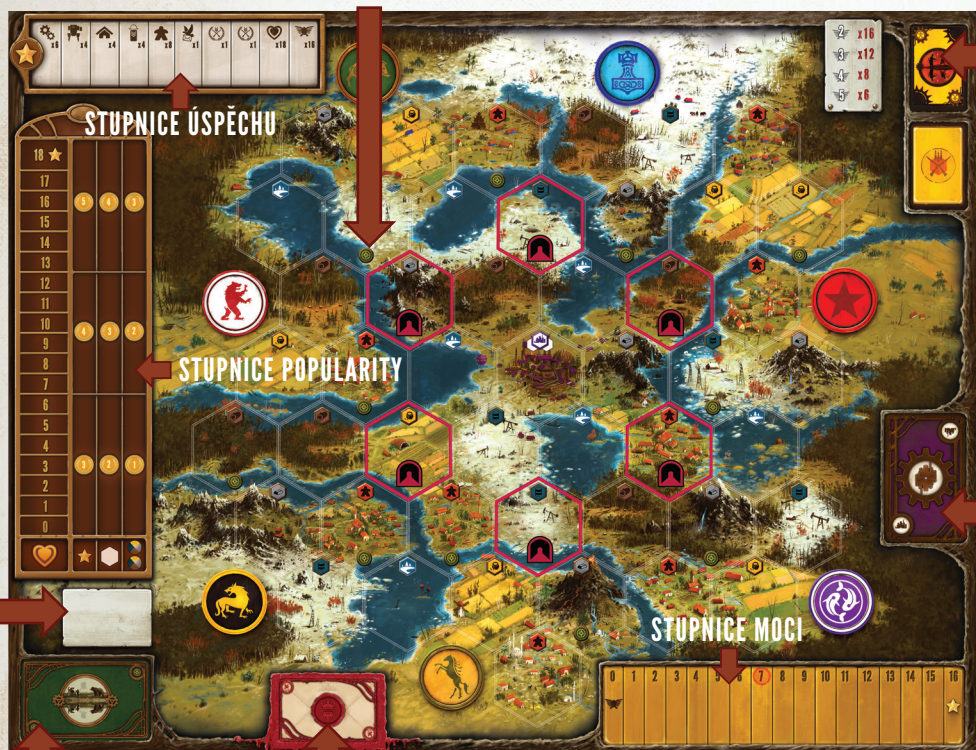 x6 x4 x4 x4 x8 x1 x1 x1 x18 x16
STUPNICE ÚSPĚCHU
2 x16
3 x12
4 x8
5 x6
18
17
16 5 4 3
15
14
13
12
11
10 4 3 2
9
8
7
STUPNICE POPULARITY
6
5
4
3 3 2 1
2
1
0
STUPNICE MOCI
0 1 2 3 4 5 7 8 9 10 11 12 13 14 15 16